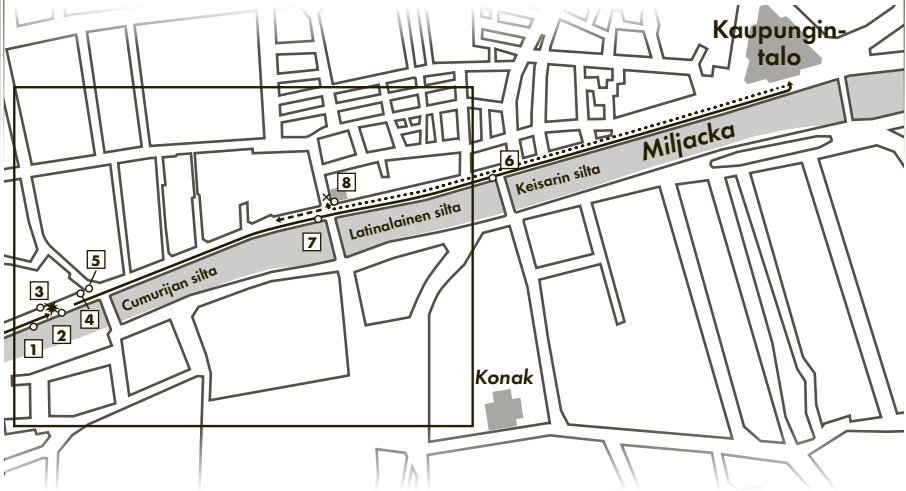 Kaupungin-
talo
Miljacka
6
Keisarin silta
8
Latinalainen silta
7
5
Cumurijan silta
3
4
2
1
Konak